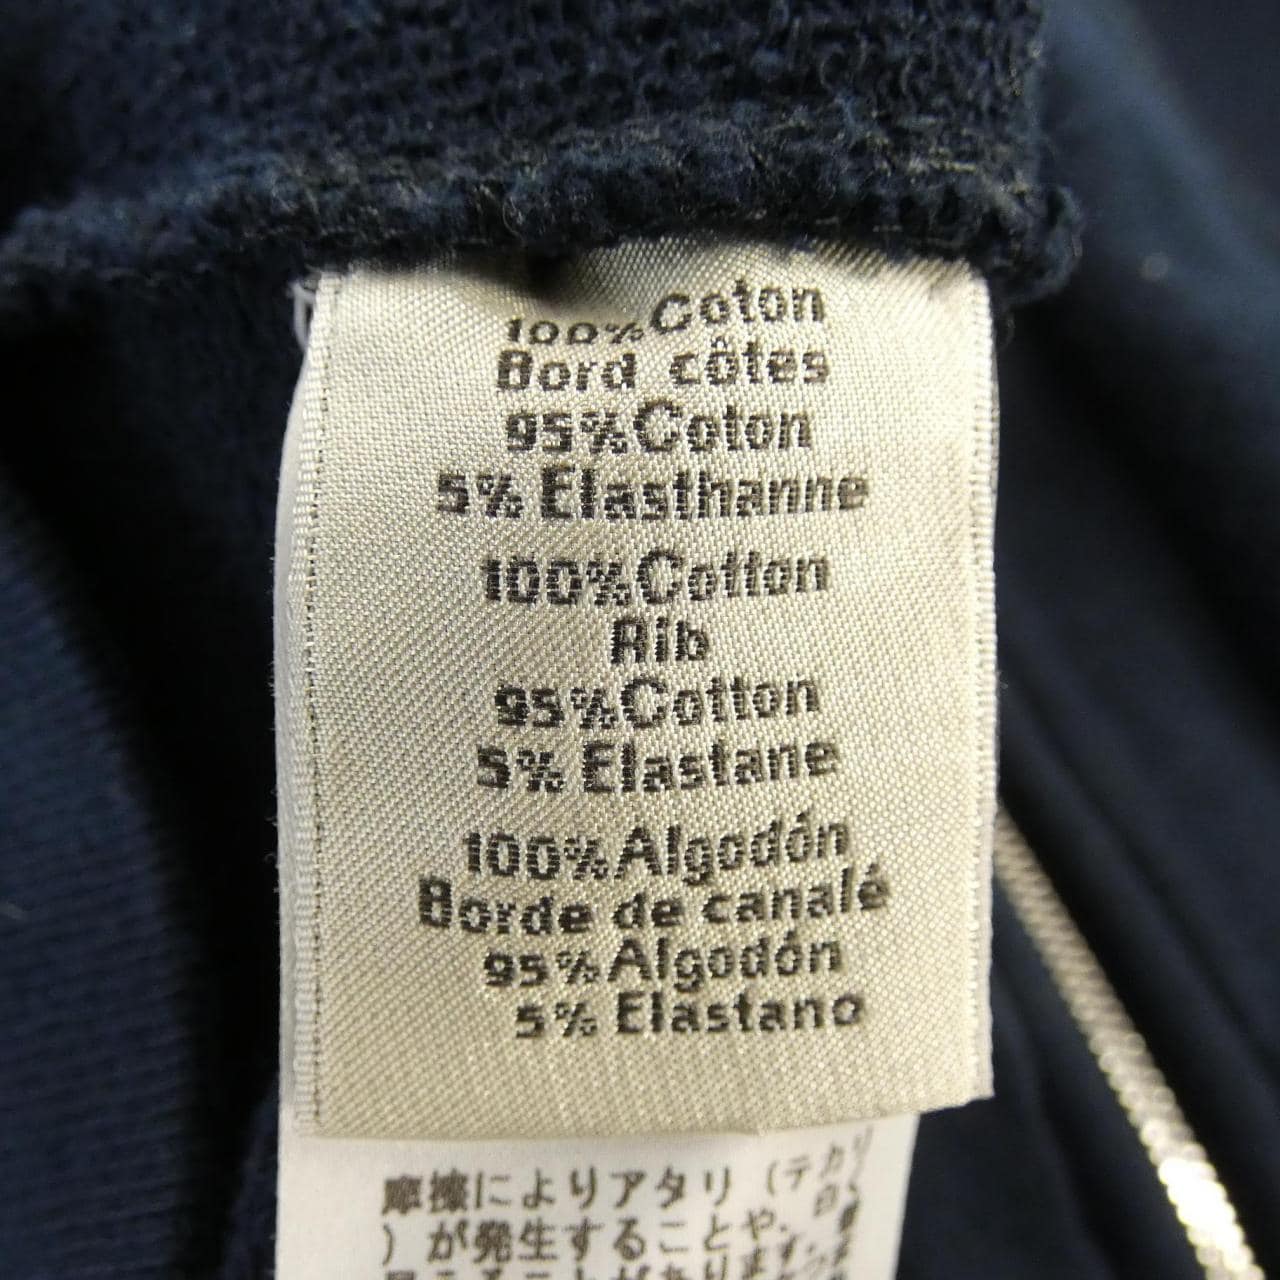 100% Coton
Bord côtes
95% Coton
5% Elasthanne
100% Cotton
Rib
95% Cotton
5% Elastane
100% Algodón
Borde de canalé
95% Algodón
5% Elastano
摩擦によりアタリ（テカリ
）が発生することや、白